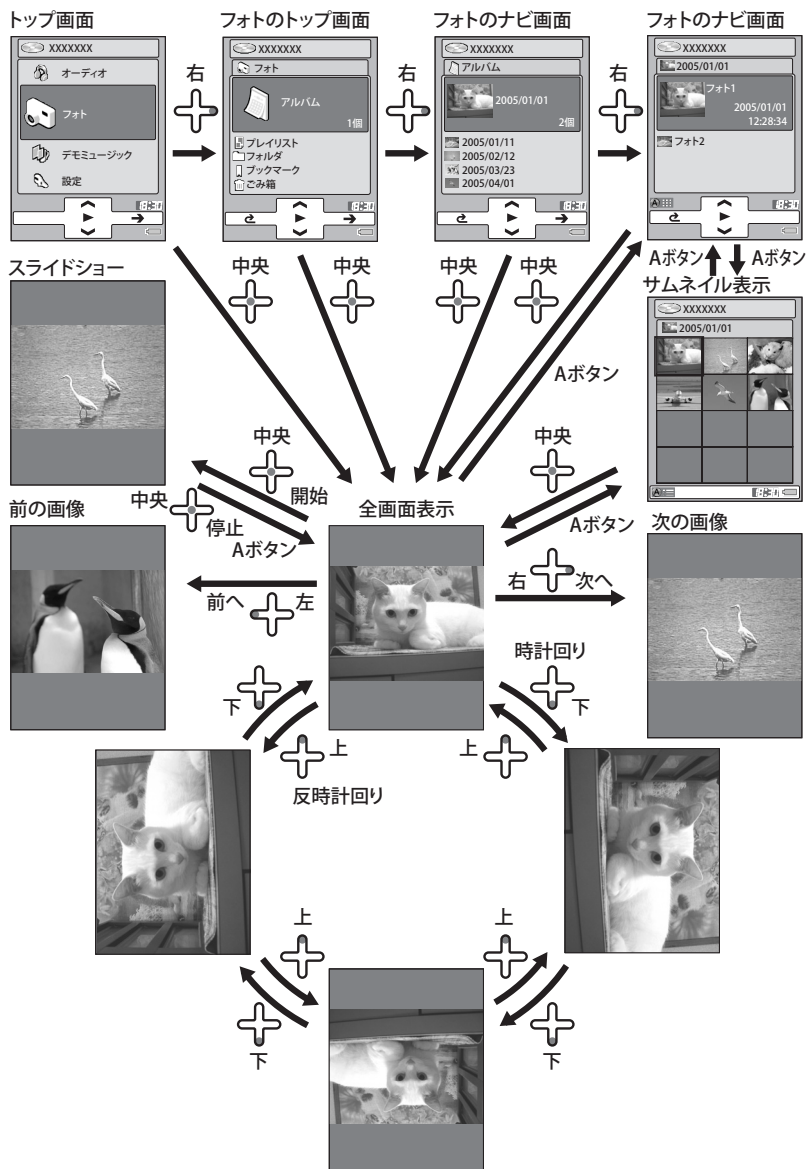 トップ画面
フォトのトップ画面
フォトのナビ画面
フォトのナビ画面
XXXXXXX
オーディオ
フォト
デモミュージック
設定
右
XXXXXXX
フォト
アルバム
1個
プレイリスト
フォルダ
ブックマーク
ごみ箱
右
XXXXXXX
アルバム
2005/01/01
2個
2005/01/11
2005/02/12
2005/03/23
2005/04/01
右
XXXXXXX
2005/01/01
フォト1
2005/01/01
12:28:34
フォト2
スライドショー
中央
中央
中央
中央
Aボタン
Aボタン
サムネイル表示
XXXXXXX
2005/01/01
Aボタン
中央
中央
開始
中央
停止
Aボタン
前の画像
全画面表示
Aボタン
次の画像
前へ
左
右
次へ
時計回り
下
下
上
上
反時計回り
上
上
下
下